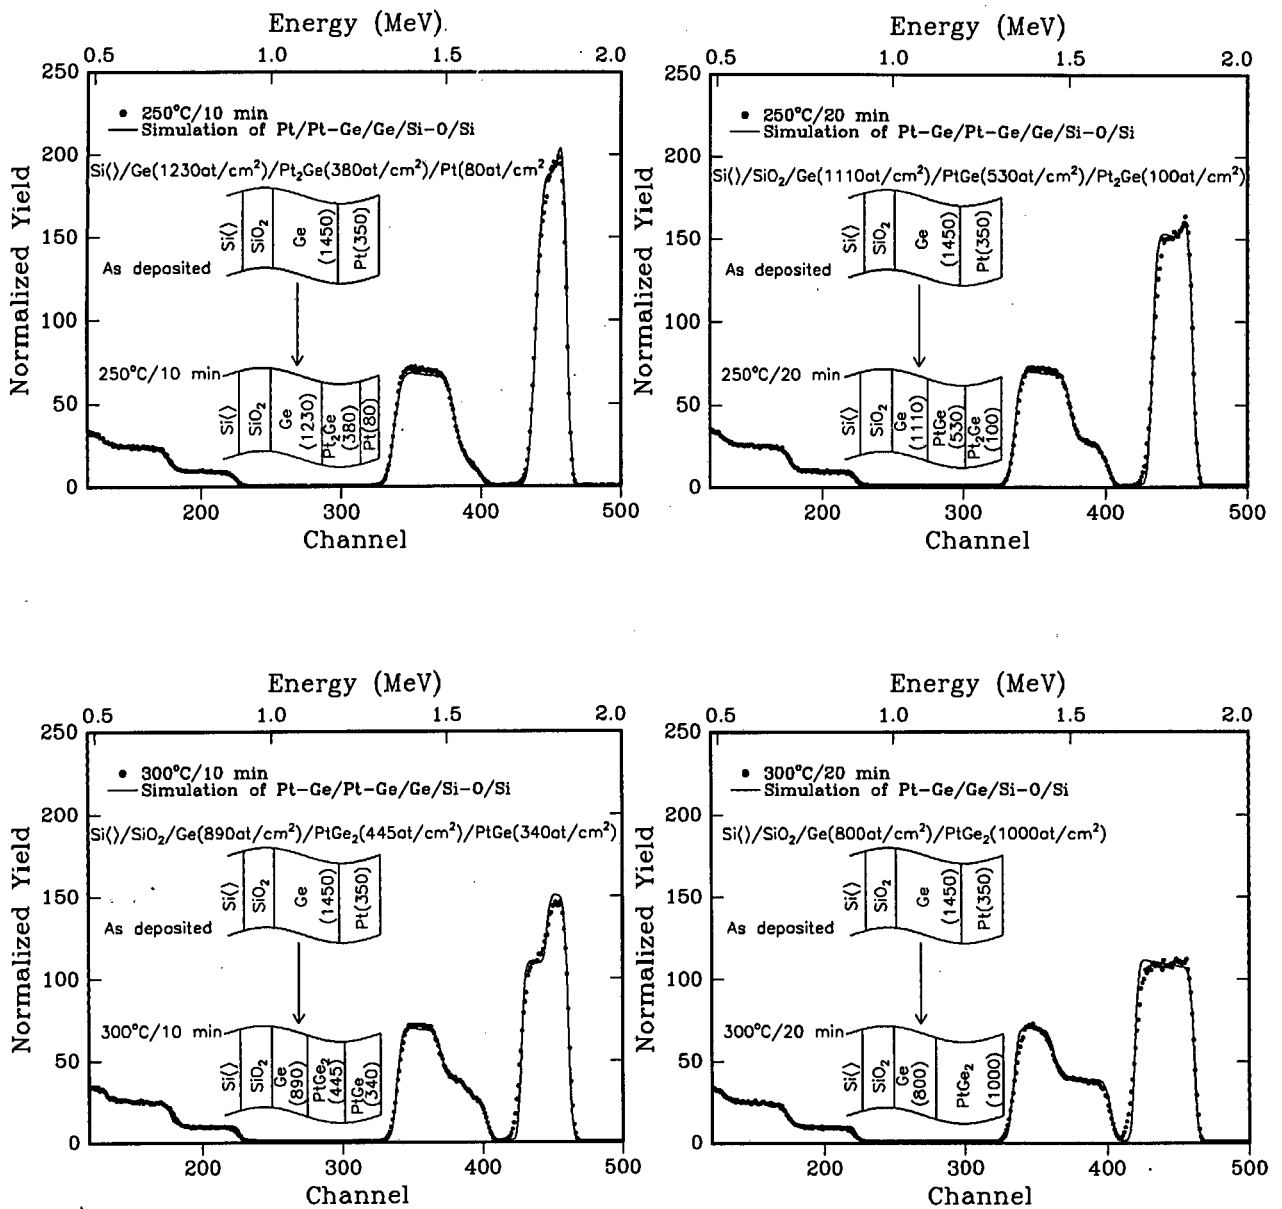 Energy (MeV)
0.5 1.0 1.5 2.0
250
200
150
100
50
0
Normalized Yield
• 250°C/10 min
— Simulation of Pt/Pt-Ge/Ge/Si-O/Si
Si⟨⟩/Ge(1230at/cm²)/Pt₂Ge(380at/cm²)/Pt(80at/cm²
Si⟨⟩ SiO₂ Ge (1450) Pt(350)
As deposited
250°C/10 min
Si⟨⟩ SiO₂ Ge (1230) Pt₂Ge (380) Pt(80)
200 300 400 500
Channel
Energy (MeV)
0.5 1.0 1.5 2.0
250
200
150
100
50
0
Normalized Yield
• 250°C/20 min
— Simulation of Pt-Ge/Pt-Ge/Ge/Si-O/Si
Si⟨⟩/SiO₂/Ge(1110at/cm²)/PtGe(530at/cm²)/Pt₂Ge(100at/cm²)
Si⟨⟩ SiO₂ Ge (1450) Pt(350)
As deposited
250°C/20 min
Si⟨⟩ SiO₂ Ge (1110) PtGe (530) Pt₂Ge (100)
200 300 400 500
Channel
Energy (MeV)
0.5 1.0 1.5 2.0
250
200
150
100
50
0
Normalized Yield
• 300°C/10 min
— Simulation of Pt-Ge/Pt-Ge/Ge/Si-O/Si
Si⟨⟩/SiO₂/Ge(890at/cm²)/PtGe₂(445at/cm²)/PtGe(340at/cm²)
Si⟨⟩ SiO₂ Ge (1450) Pt(350)
As deposited
300°C/10 min
Si⟨⟩ SiO₂ Ge (890) PtGe₂ (445) PtGe (340)
200 300 400 500
Channel
Energy (MeV)
0.5 1.0 1.5 2.0
250
200
150
100
50
0
Normalized Yield
• 300°C/20 min
— Simulation of Pt-Ge/Ge/Si-O/Si
Si⟨⟩/SiO₂/Ge(800at/cm²)/PtGe₂(1000at/cm²)
Si⟨⟩ SiO₂ Ge (1450) Pt(350)
As deposited
300°C/20 min
Si⟨⟩ SiO₂ Ge (800) PtGe₂ (1000)
200 300 400 500
Channel